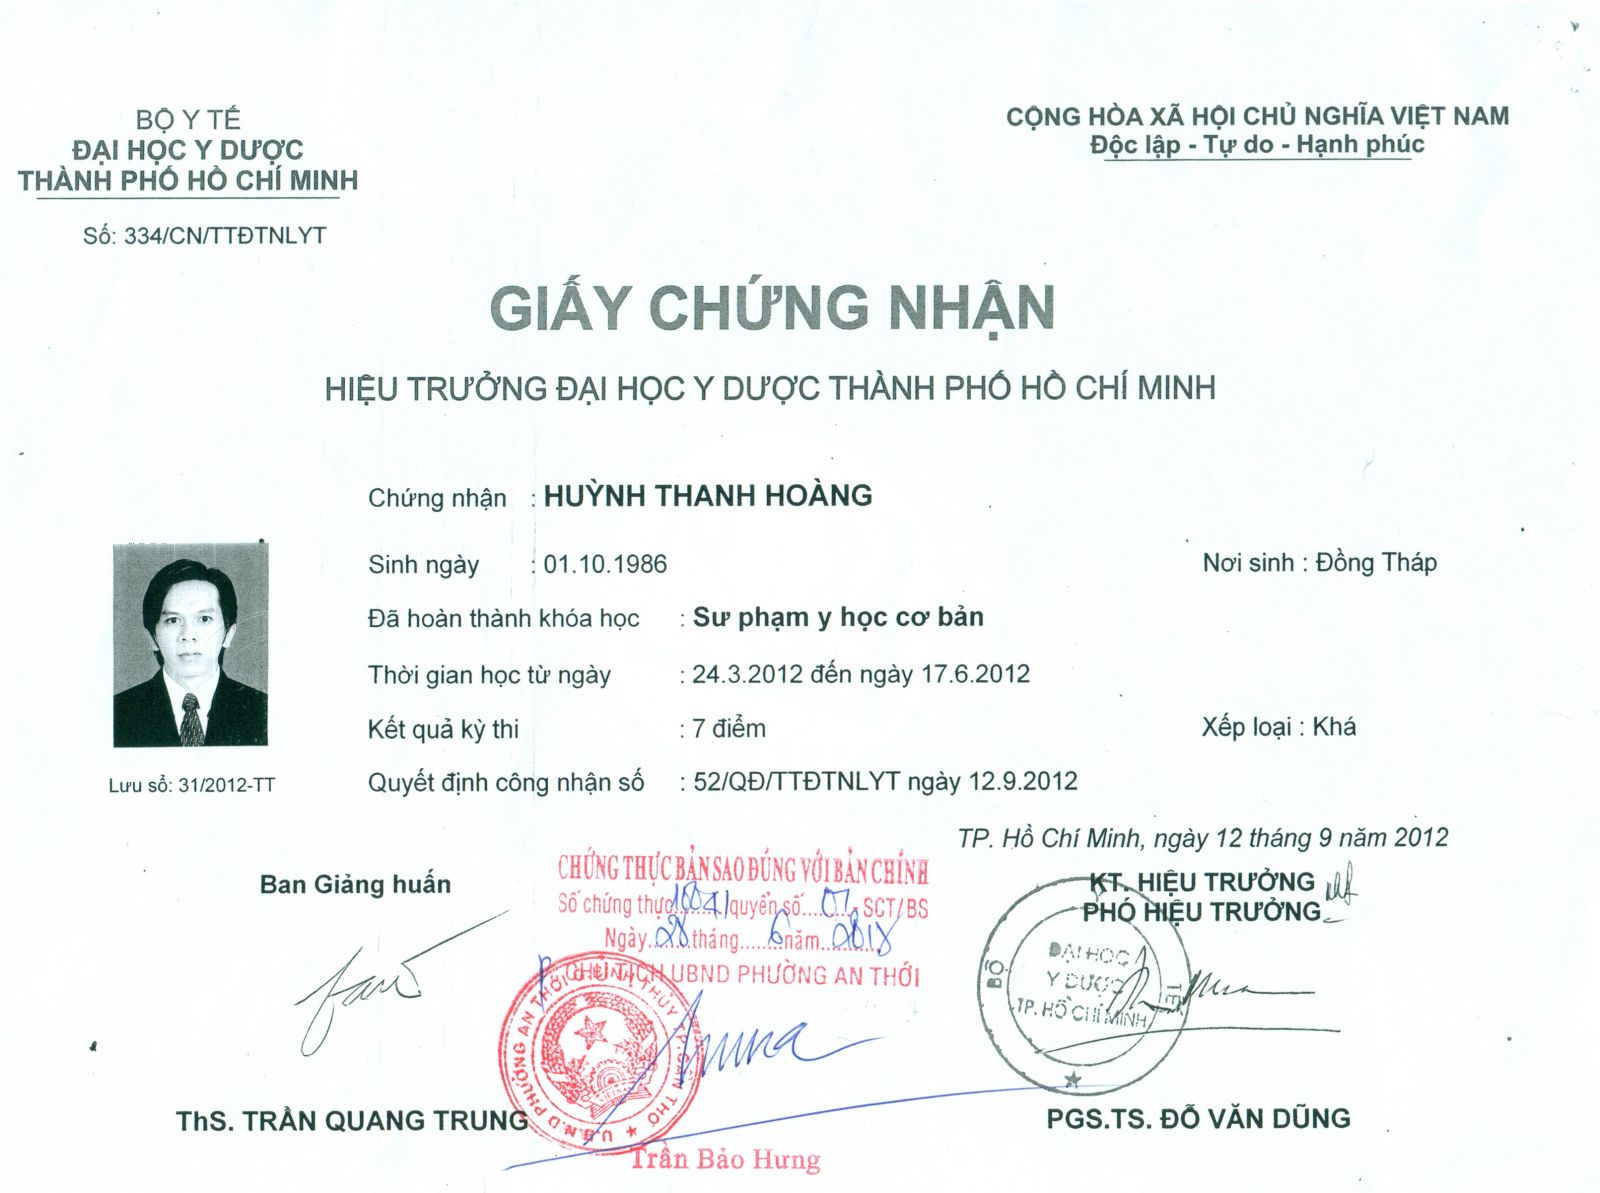 BỘ Y TẾ
ĐẠI HỌC Y DƯỢC
THÀNH PHỐ HỒ CHÍ MINH
Số: 334/CN/TTĐTNLYT
CỘNG HÒA XÃ HỘI CHỦ NGHĨA VIỆT NAM
Độc lập - Tự do - Hạnh phúc
GIẤY CHỨNG NHẬN
HIỆU TRƯỞNG ĐẠI HỌC Y DƯỢC THÀNH PHỐ HỒ CHÍ MINH
Chứng nhận : HUỲNH THANH HOÀNG
Sinh ngày : 01.10.1986 Nơi sinh : Đồng Tháp
Đã hoàn thành khóa học : Sư phạm y học cơ bản
Thời gian học từ ngày : 24.3.2012 đến ngày 17.6.2012
Kết quả kỳ thi : 7 điểm Xếp loại : Khá
Lưu sổ: 31/2012-TT
Quyết định công nhận số : 52/QĐ/TTĐTNLYT ngày 12.9.2012
TP. Hồ Chí Minh, ngày 12 tháng 9 năm 2012
Ban Giảng huấn
CHỨNG THỰC BẢN SAO ĐÚNG VỚI BẢN CHÍNH
Số chứng thực quyển số 07 - SCT/BS
Ngày 28 tháng 6 năm 2018
CHỦ TỊCH UBND PHƯỜNG AN THỚI
KT. HIỆU TRƯỞNG
PHÓ HIỆU TRƯỞNG
BỘ Y TẾ
ĐẠI HỌC
Y DƯỢC
TP. HỒ CHÍ MINH
U.B.N.D PHƯỜNG AN THỚI Q.BÌNH THỦY T.P.CẦN THƠ
ThS. TRẦN QUANG TRUNG
Trần Bảo Hưng
PGS.TS. ĐỖ VĂN DŨNG